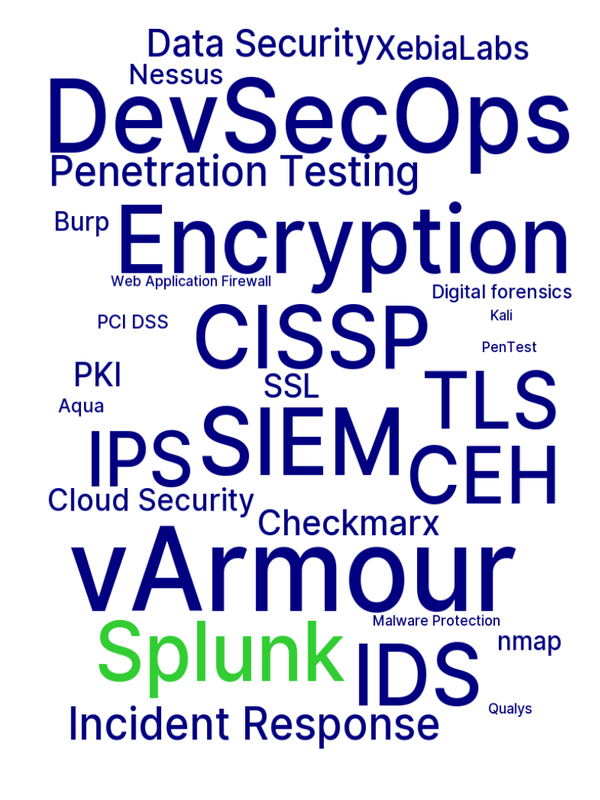 Data Security XebiaLabs
Nessus
DevSecOps
Penetration Testing
Burp
Encryption
Web Application Firewall
Digital forensics
Kali
PCI DSS
CISSP
PenTest
PKI
SSL
TLS
Aqua
SIEM
IPS
CEH
Cloud Security
Checkmarx
vArmour
Malware Protection
Splunk
nmap
IDS
Qualys
Incident Response